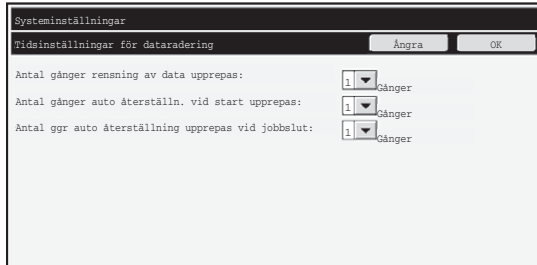 Systeminställningar
Tidsinställningar för dataradering Ångra OK
Antal gånger rensning av data upprepas: 1 Gånger
Antal gånger auto återställn. vid start upprepas: 1 Gånger
Antal ggr auto återställning upprepas vid jobbslut: 1 Gånger